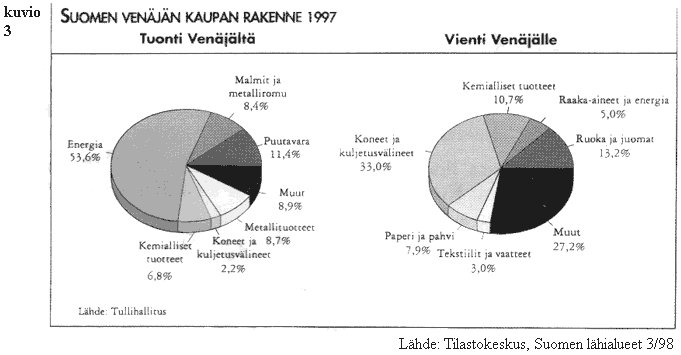 kuvio
3
SUOMEN VENÄJÄN KAUPAN RAKENNE 1997
Tuonti Venäjältä
Malmit ja
metalliromu
8,4%
Puutavara
11,4%
Muut
8,9%
Metallituotteet
8,7%
Koneet ja
kuljetusvälineet
2,2%
Kemialliset
tuotteet
6,8%
Energia
53,6%
Vienti Venäjälle
Kemialliset tuotteet
10,7%
Raaka-aineet ja energia
5,0%
Ruoka ja juomat
13,2%
Muut
27,2%
Tekstiilit ja vaatteet
3,0%
Paperi ja pahvi
7,9%
Koneet ja
kuljetusvälineet
33,0%
Lähde: Tullihallitus
Lähde: Tilastokeskus, Suomen lähialueet 3/98